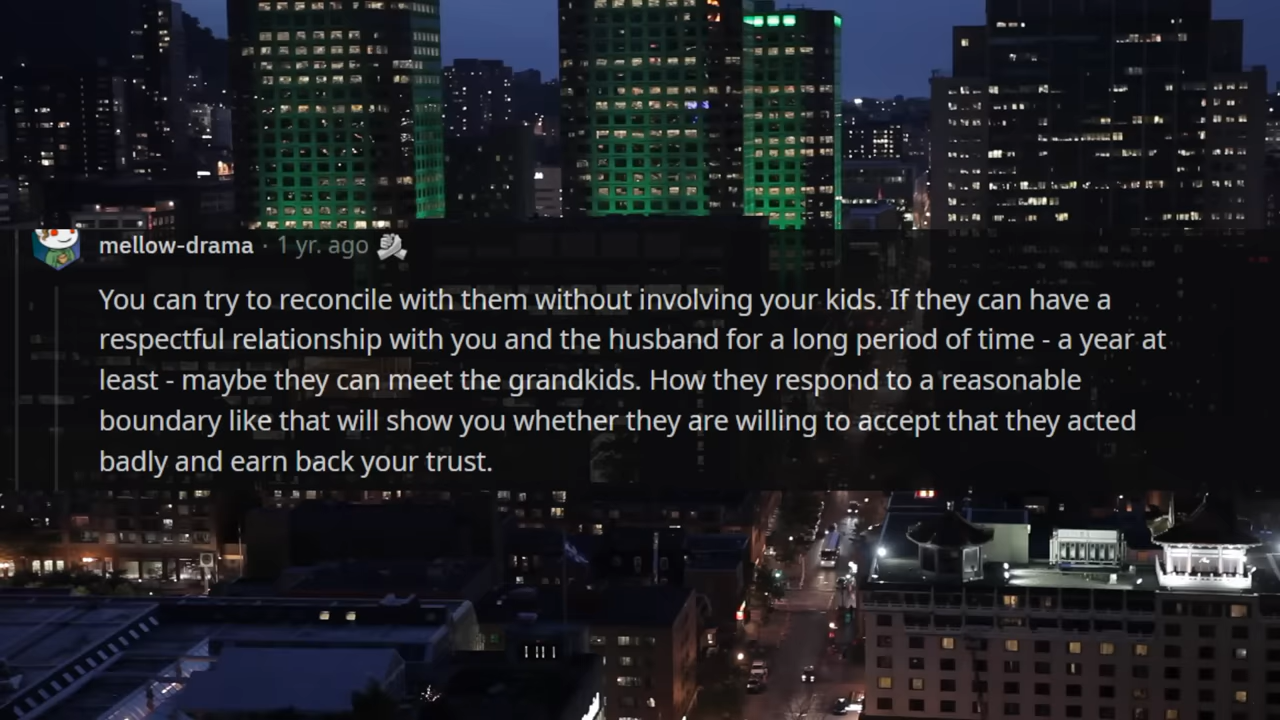 mellow-drama · 1 yr. ago
You can try to reconcile with them without involving your kids. If they can have a
respectful relationship with you and the husband for a long period of time - a year at
least - maybe they can meet the grandkids. How they respond to a reasonable
boundary like that will show you whether they are willing to accept that they acted
badly and earn back your trust.